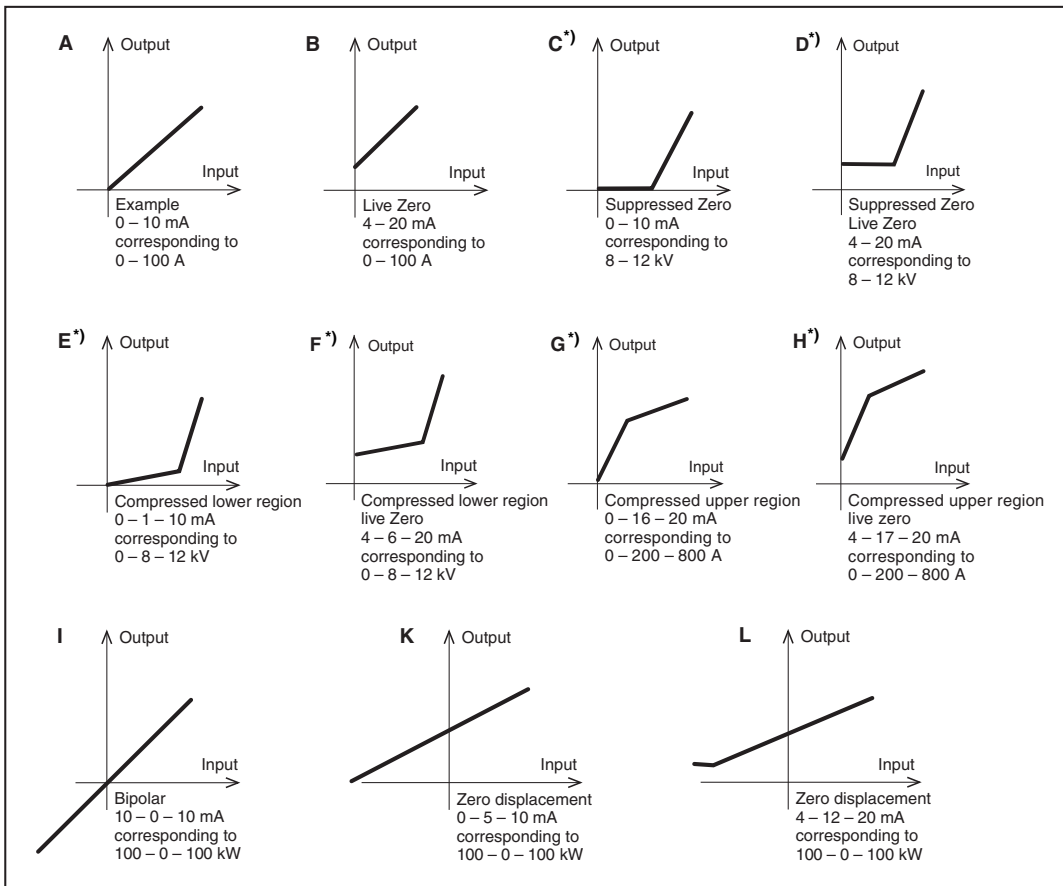 A
Output
Input
Example
0 – 10 mA
corresponding to
0 – 100 A
B
Output
Input
Live Zero
4 – 20 mA
corresponding to
0 – 100 A
C*)
Output
Input
Suppressed Zero
0 – 10 mA
corresponding to
8 – 12 kV
D*)
Output
Input
Suppressed Zero
Live Zero
4 – 20 mA
corresponding to
8 – 12 kV
E*)
Output
Input
Compressed lower region
0 – 1 – 10 mA
corresponding to
0 – 8 – 12 kV
F*)
Output
Input
Compressed lower region
live Zero
4 – 6 – 20 mA
corresponding to
0 – 8 – 12 kV
G*)
Output
Input
Compressed upper region
0 – 16 – 20 mA
corresponding to
0 – 200 – 800 A
H*)
Output
Input
Compressed upper region
live zero
4 – 17 – 20 mA
corresponding to
0 – 200 – 800 A
I
Output
Input
Bipolar
10 – 0 – 10 mA
corresponding to
100 – 0 – 100 kW
K
Output
Input
Zero displacement
0 – 5 – 10 mA
corresponding to
100 – 0 – 100 kW
L
Output
Input
Zero displacement
4 – 12 – 20 mA
corresponding to
100 – 0 – 100 kW